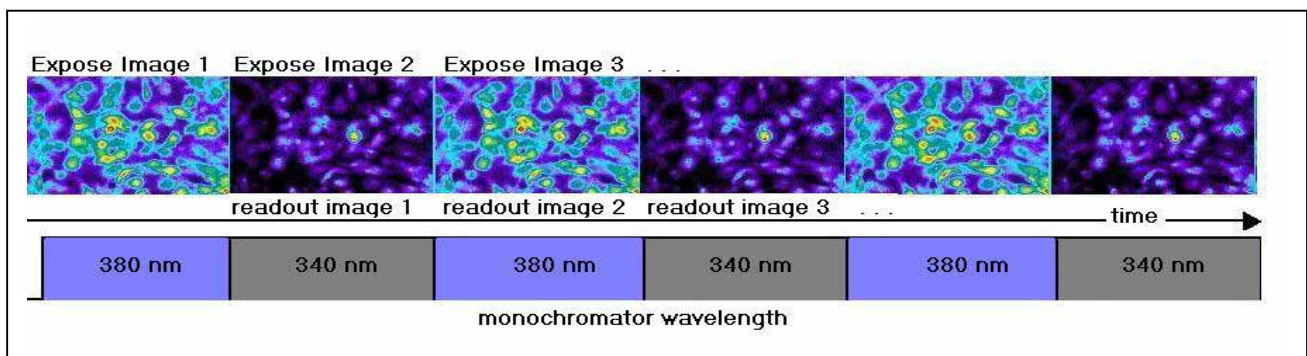 Expose Image 1 Expose Image 2 Expose Image 3 . . .
readout image 1 readout image 2 readout image 3 . . . time
380 nm 340 nm 380 nm 340 nm 380 nm 340 nm
monochromator wavelength